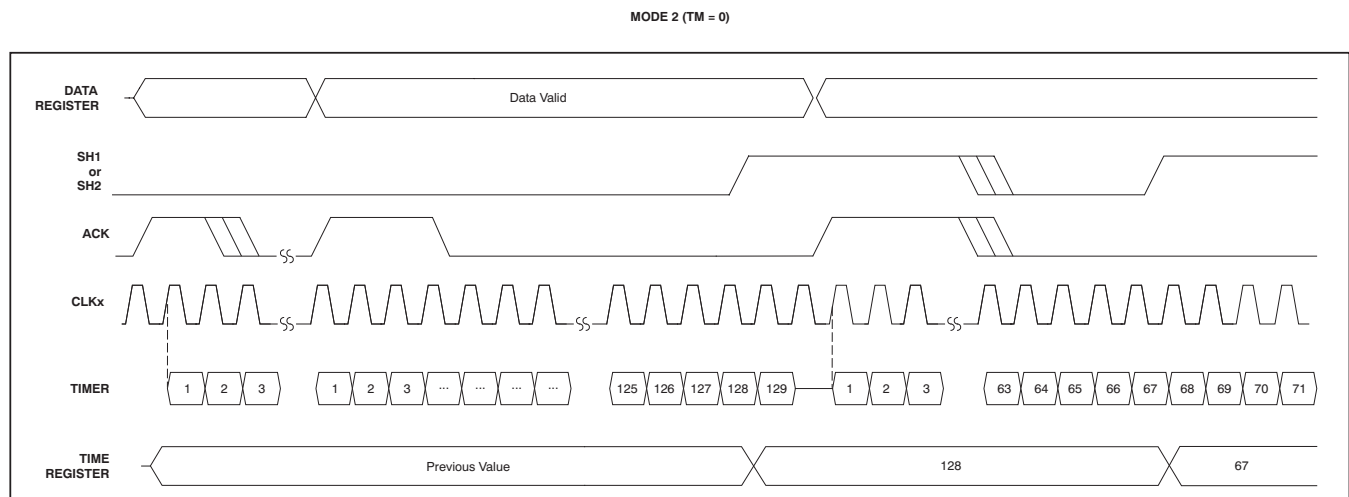 MODE 2 (TM = 0)
DATA
REGISTER
Data Valid
SH1
or
SH2
ACK
CLKx
TIMER
1 2 3 1 2 3 ... ... ... ... 125 126 127 128 129 1 2 3 63 64 65 66 67 68 69 70 71
TIME
REGISTER
Previous Value 128 67